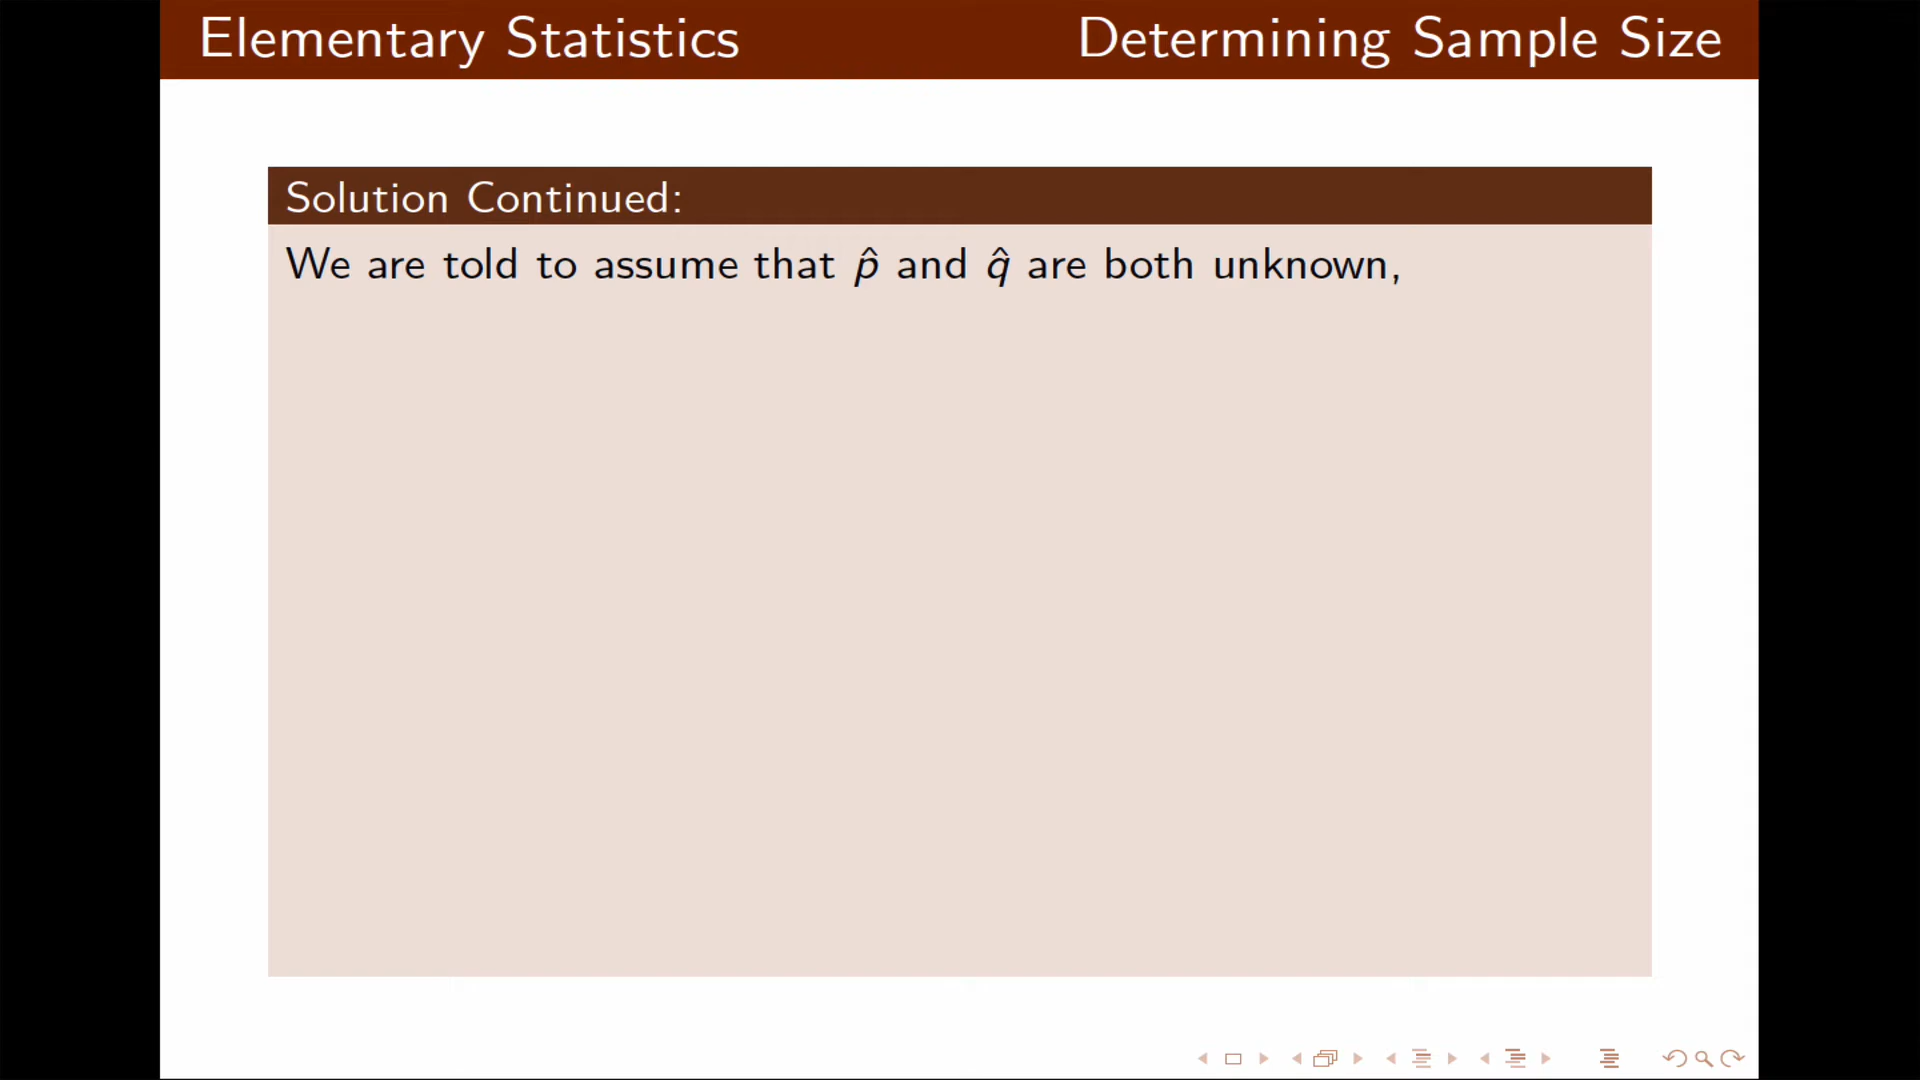 Elementary Statistics
Determining Sample Size
Solution Continued:
We are told to assume that p̂ and q̂ are both unknown,